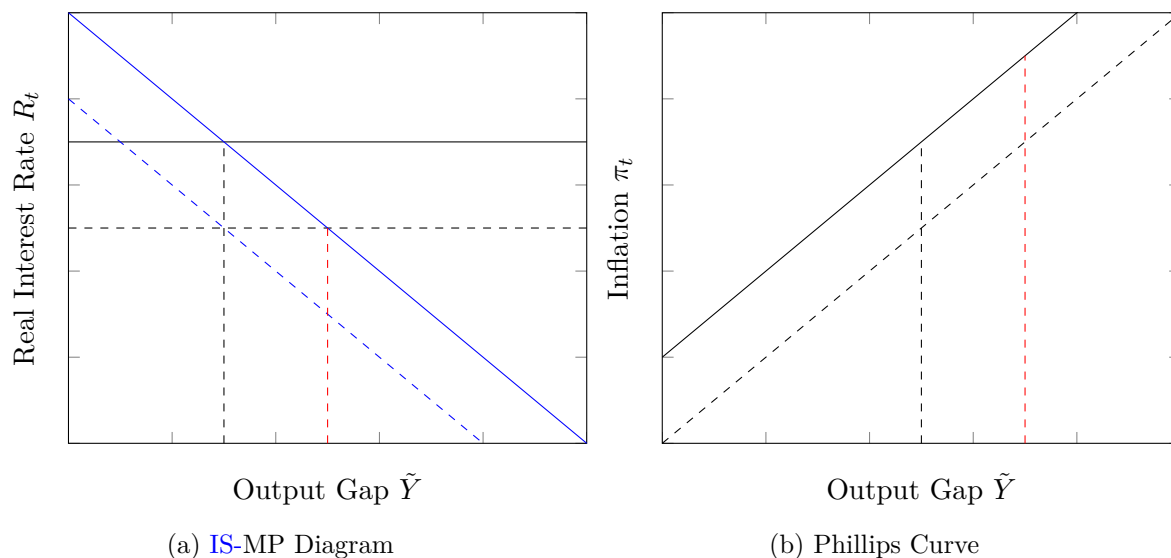 Real Interest Rate R_t
Output Gap Ỹ
(a) IS-MP Diagram
Inflation π_t
Output Gap Ỹ
(b) Phillips Curve